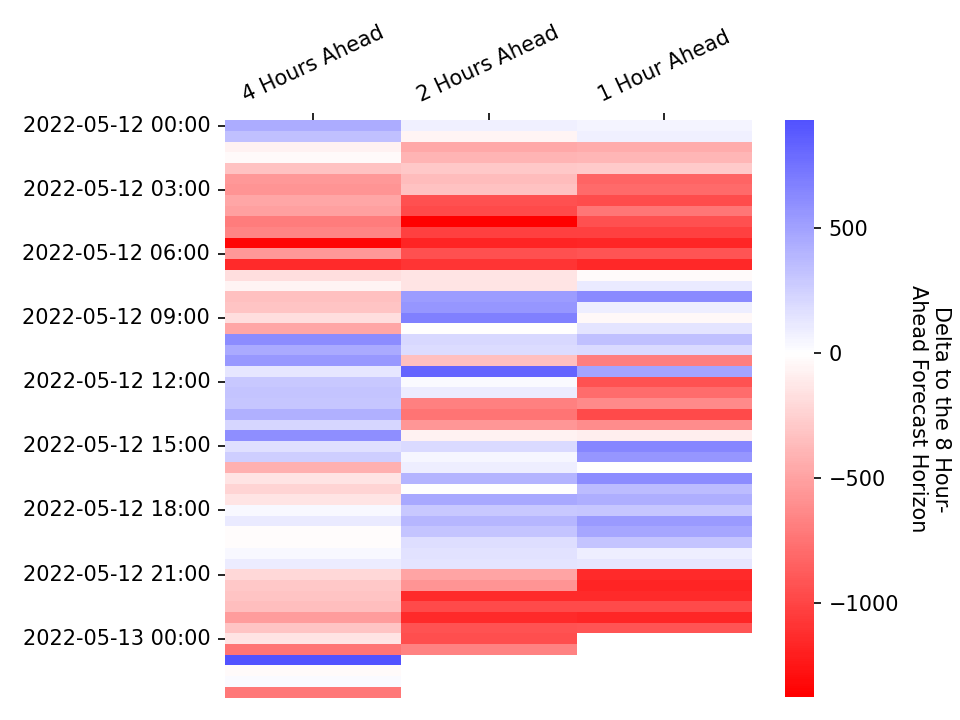 4 Hours Ahead
2 Hours Ahead
1 Hour Ahead
2022-05-12 00:00
2022-05-12 03:00
2022-05-12 06:00
2022-05-12 09:00
2022-05-12 12:00
2022-05-12 15:00
2022-05-12 18:00
2022-05-12 21:00
2022-05-13 00:00
500
0
−500
−1000
Delta to the 8 Hour-
Ahead Forecast Horizon